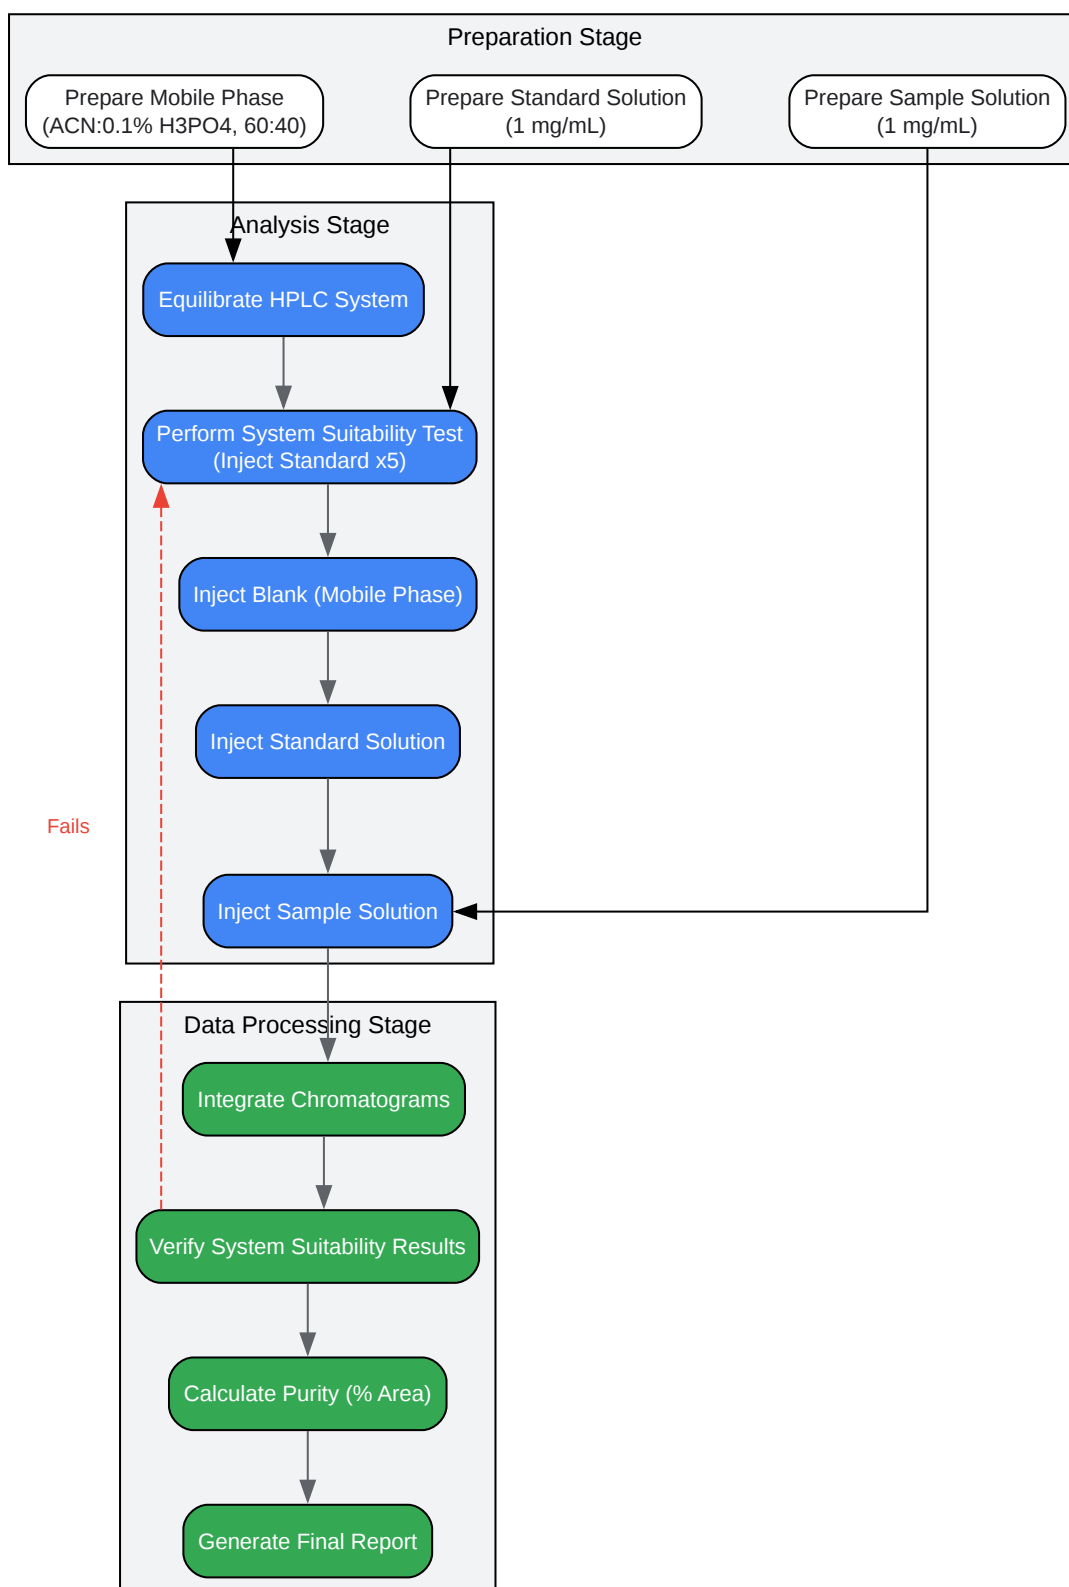 Preparation Stage
Prepare Mobile Phase
(ACN:0.1% H3PO4, 60:40)
Prepare Standard Solution
(1 mg/mL)
Prepare Sample Solution
(1 mg/mL)
Analysis Stage
Equilibrate HPLC System
Perform System Suitability Test
(Inject Standard x5)
Inject Blank (Mobile Phase)
Inject Standard Solution
Fails
Inject Sample Solution
Data Processing Stage
Integrate Chromatograms
Verify System Suitability Results
Calculate Purity (% Area)
Generate Final Report